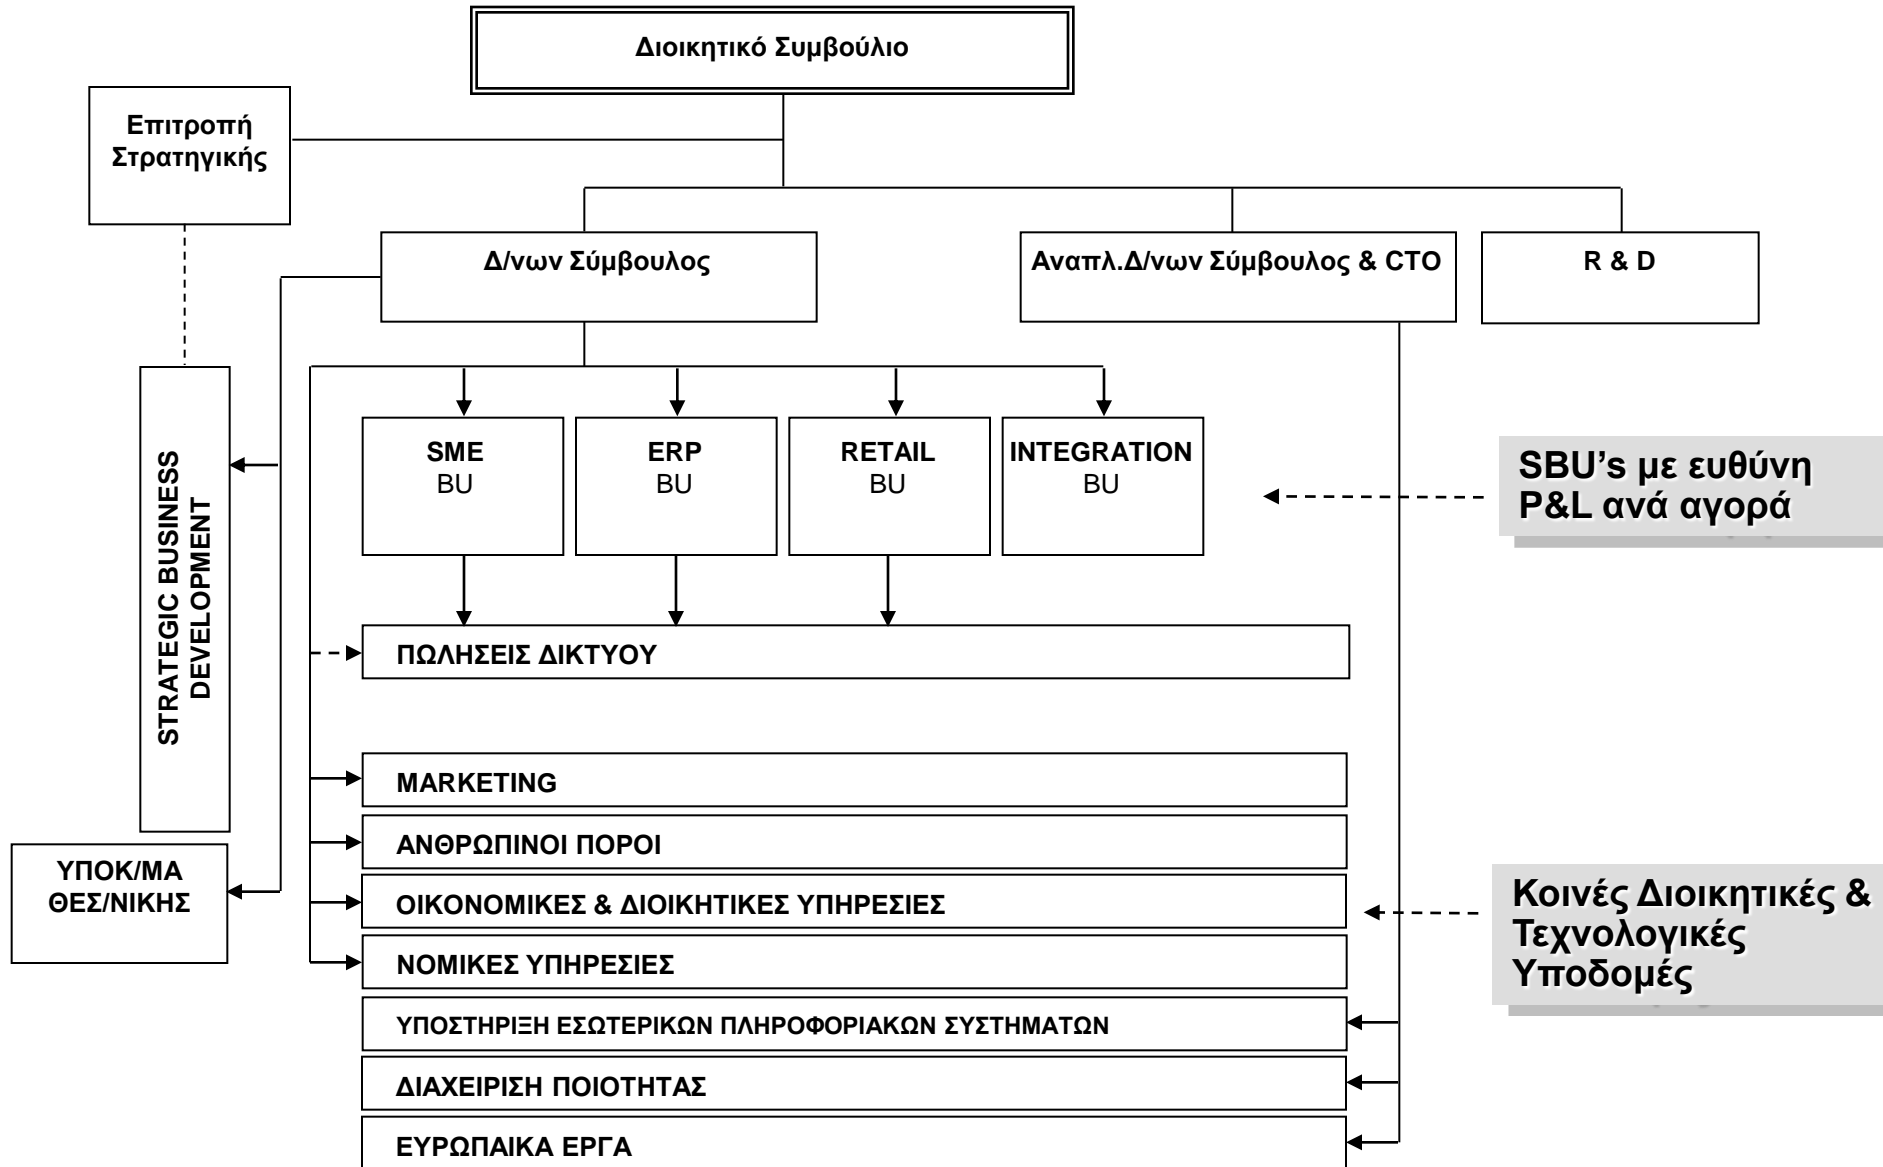 Διοικητικό Συμβούλιο
Επιτροπή
Στρατηγικής
Δ/νων Σύμβουλος
Αναπλ.Δ/νων Σύμβουλος & CTO
R & D
STRATEGIC BUSINESS
DEVELOPMENT
SME
BU
ERP
BU
RETAIL
BU
INTEGRATION
BU
SBU’s με ευθύνη
P&L ανά αγορά
ΠΩΛΗΣΕΙΣ ΔΙΚΤΥΟΥ
MARKETING
ΑΝΘΡΩΠΙΝΟΙ ΠΟΡΟΙ
ΥΠΟΚ/ΜΑ
ΘΕΣ/ΝΙΚΗΣ
ΟΙΚΟΝΟΜΙΚΕΣ & ΔΙΟΙΚΗΤΙΚΕΣ ΥΠΗΡΕΣΙΕΣ
Κοινές Διοικητικές &
Τεχνολογικές
Υποδομές
ΝΟΜΙΚΕΣ ΥΠΗΡΕΣΙΕΣ
ΥΠΟΣΤΗΡΙΞΗ ΕΣΩΤΕΡΙΚΩΝ ΠΛΗΡΟΦΟΡΙΑΚΩΝ ΣΥΣΤΗΜΑΤΩΝ
ΔΙΑΧΕΙΡΙΣΗ ΠΟΙΟΤΗΤΑΣ
ΕΥΡΩΠΑΙΚΑ ΕΡΓΑ